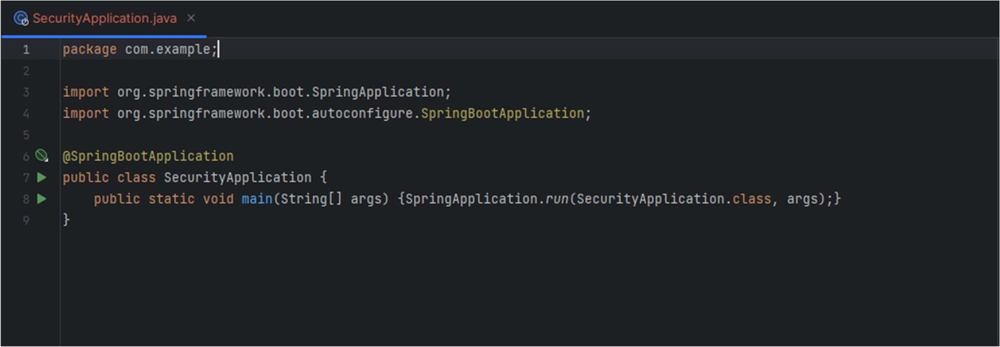 SecurityApplication.java
1 package com.example;
2
3 import org.springframework.boot.SpringApplication;
4 import org.springframework.boot.autoconfigure.SpringBootApplication;
5
6 @SpringBootApplication
7 public class SecurityApplication {
8     public static void main(String[] args) {SpringApplication.run(SecurityApplication.class, args);}
9 }